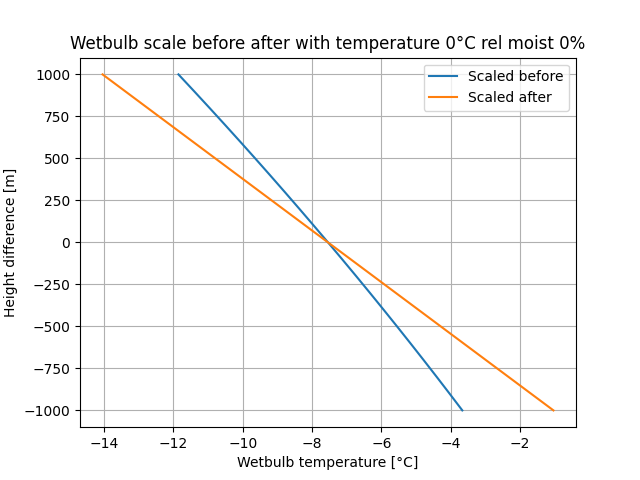 Wetbulb scale before after with temperature 0°C rel moist 0%
Scaled before
Scaled after
1000
750
500
250
0
−250
−500
−750
−1000
Height difference [m]
−14 −12 −10 −8 −6 −4 −2
Wetbulb temperature [°C]